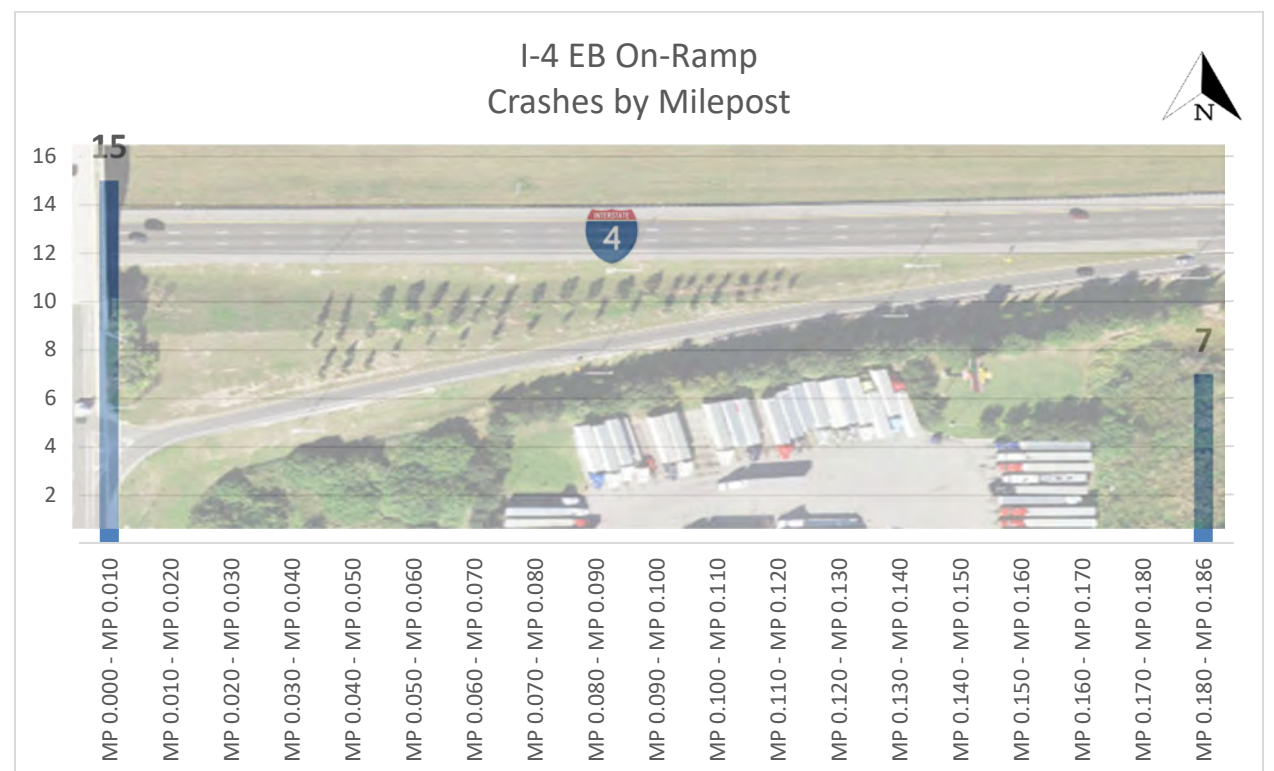 I-4 EB On-Ramp
Crashes by Milepost
N
16
14
12
10
8
6
4
2
15
INTERSTATE
4
7
MP 0.000 - MP 0.010
MP 0.010 - MP 0.020
MP 0.020 - MP 0.030
MP 0.030 - MP 0.040
MP 0.040 - MP 0.050
MP 0.050 - MP 0.060
MP 0.060 - MP 0.070
MP 0.070 - MP 0.080
MP 0.080 - MP 0.090
MP 0.090 - MP 0.100
MP 0.100 - MP 0.110
MP 0.110 - MP 0.120
MP 0.120 - MP 0.130
MP 0.130 - MP 0.140
MP 0.140 - MP 0.150
MP 0.150 - MP 0.160
MP 0.160 - MP 0.170
MP 0.170 - MP 0.180
MP 0.180 - MP 0.186